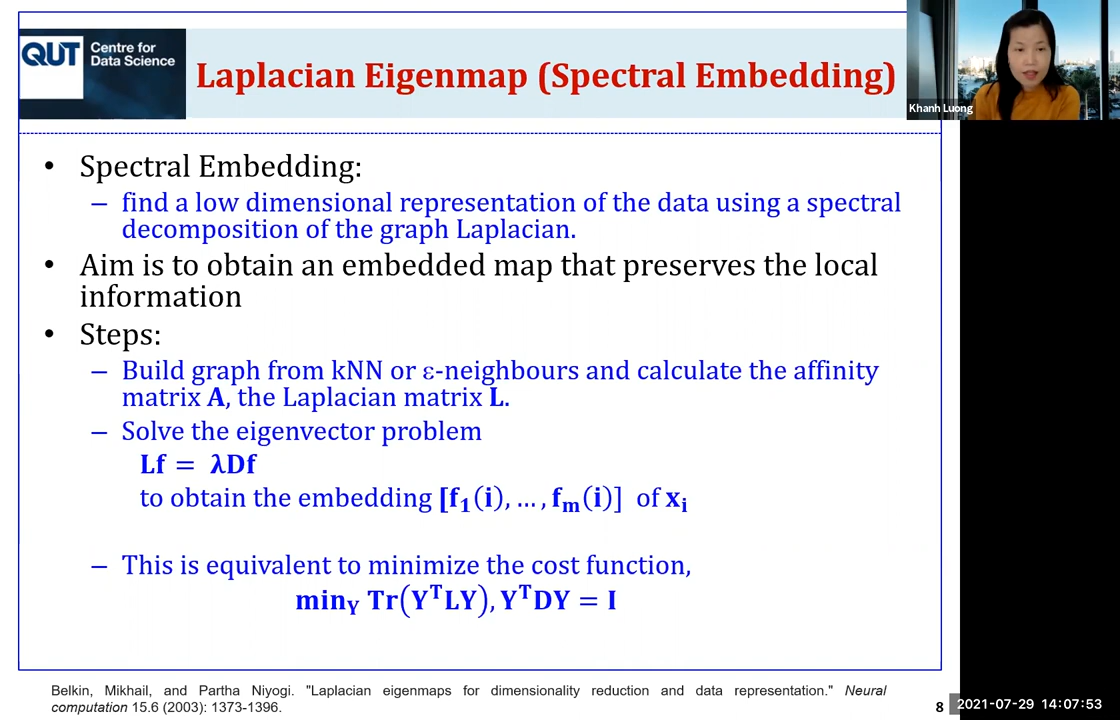 QUT
Centre for
Data Science
Laplacian Eigenmap (Spectral Embedding)
Khanh Luong
• Spectral Embedding:
– find a low dimensional representation of the data using a spectral
decomposition of the graph Laplacian.
• Aim is to obtain an embedded map that preserves the local
information
• Steps:
– Build graph from kNN or ε-neighbours and calculate the affinity
matrix A, the Laplacian matrix L.
– Solve the eigenvector problem
Lf = λDf
to obtain the embedding [f₁(i), … , fₘ(i)] of xᵢ
– This is equivalent to minimize the cost function,
min_Y Tr(YᵀLY), YᵀDY = I
Belkin, Mikhail, and Partha Niyogi. "Laplacian eigenmaps for dimensionality reduction and data representation." Neural
computation 15.6 (2003): 1373-1396.
8
2021-07-29 14:07:53